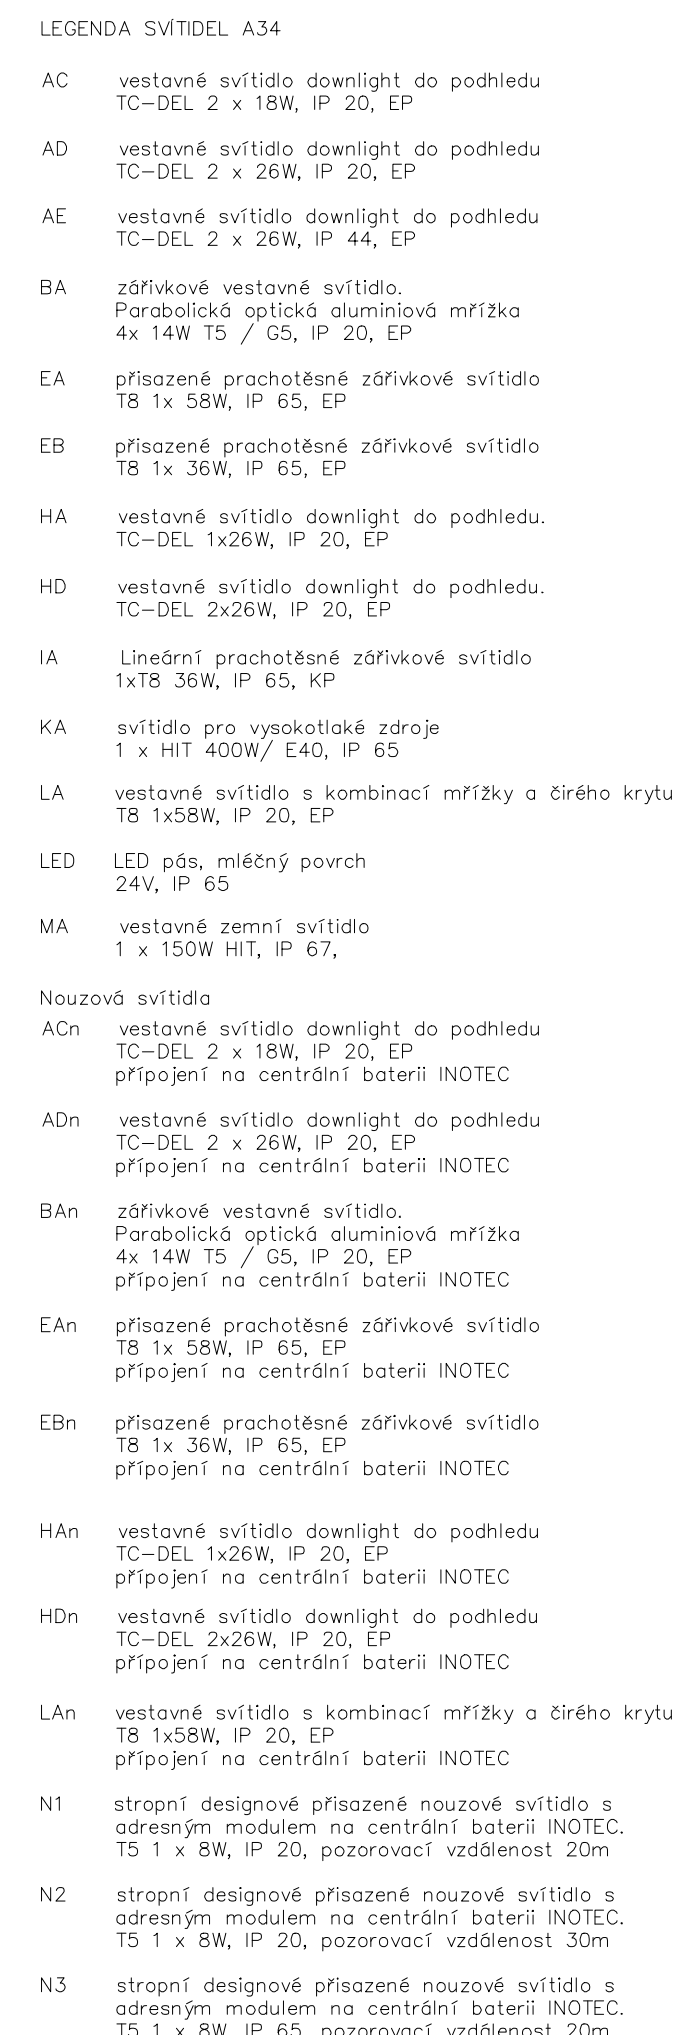 LEGENDA SVÍTIDEL A34
AC vestavné svítidlo downlight do podhledu
TC-DEL 2 x 18W, IP 20, EP
AD vestavné svítidlo downlight do podhledu
TC-DEL 2 x 26W, IP 20, EP
AE vestavné svítidlo downlight do podhledu
TC-DEL 2 x 26W, IP 44, EP
BA zářivkové vestavné svítidlo.
Parabolická optická aluminiová mřížka
4x 14W T5 / G5, IP 20, EP
EA přisazené prachotěsné zářivkové svítidlo
T8 1x 58W, IP 65, EP
EB přisazené prachotěsné zářivkové svítidlo
T8 1x 36W, IP 65, EP
HA vestavné svítidlo downlight do podhledu.
TC-DEL 1x26W, IP 20, EP
HD vestavné svítidlo downlight do podhledu.
TC-DEL 2x26W, IP 20, EP
IA Lineární prachotěsné zářivkové svítidlo
1xT8 36W, IP 65, KP
KA svítidlo pro vysokotlaké zdroje
1 x HIT 400W/ E40, IP 65
LA vestavné svítidlo s kombinací mřížky a čirého krytu
T8 1x58W, IP 20, EP
LED LED pás, mléčný povrch
24V, IP 65
MA vestavné zemní svítidlo
1 x 150W HIT, IP 67,
Nouzová svítidla
ACn vestavné svítidlo downlight do podhledu
TC-DEL 2 x 18W, IP 20, EP
přípojení na centrální baterii INOTEC
ADn vestavné svítidlo downlight do podhledu
TC-DEL 2 x 26W, IP 20, EP
přípojení na centrální baterii INOTEC
BAn zářivkové vestavné svítidlo.
Parabolická optická aluminiová mřížka
4x 14W T5 / G5, IP 20, EP
přípojení na centrální baterii INOTEC
EAn přisazené prachotěsné zářivkové svítidlo
T8 1x 58W, IP 65, EP
přípojení na centrální baterii INOTEC
EBn přisazené prachotěsné zářivkové svítidlo
T8 1x 36W, IP 65, EP
přípojení na centrální baterii INOTEC
HAn vestavné svítidlo downlight do podhledu
TC-DEL 1x26W, IP 20, EP
přípojení na centrální baterii INOTEC
HDn vestavné svítidlo downlight do podhledu
TC-DEL 2x26W, IP 20, EP
přípojení na centrální baterii INOTEC
LAn vestavné svítidlo s kombinací mřížky a čirého krytu
T8 1x58W, IP 20, EP
přípojení na centrální baterii INOTEC
N1 stropní designové přisazené nouzové svítidlo s
adresným modulem na centrální baterii INOTEC.
T5 1 x 8W, IP 20, pozorovací vzdálenost 20m
N2 stropní designové přisazené nouzové svítidlo s
adresným modulem na centrální baterii INOTEC.
T5 1 x 8W, IP 20, pozorovací vzdálenost 30m
N3 stropní designové přisazené nouzové svítidlo s
adresným modulem na centrální baterii INOTEC.
T5 1 x 8W, IP 65, pozorovací vzdálenost 20m